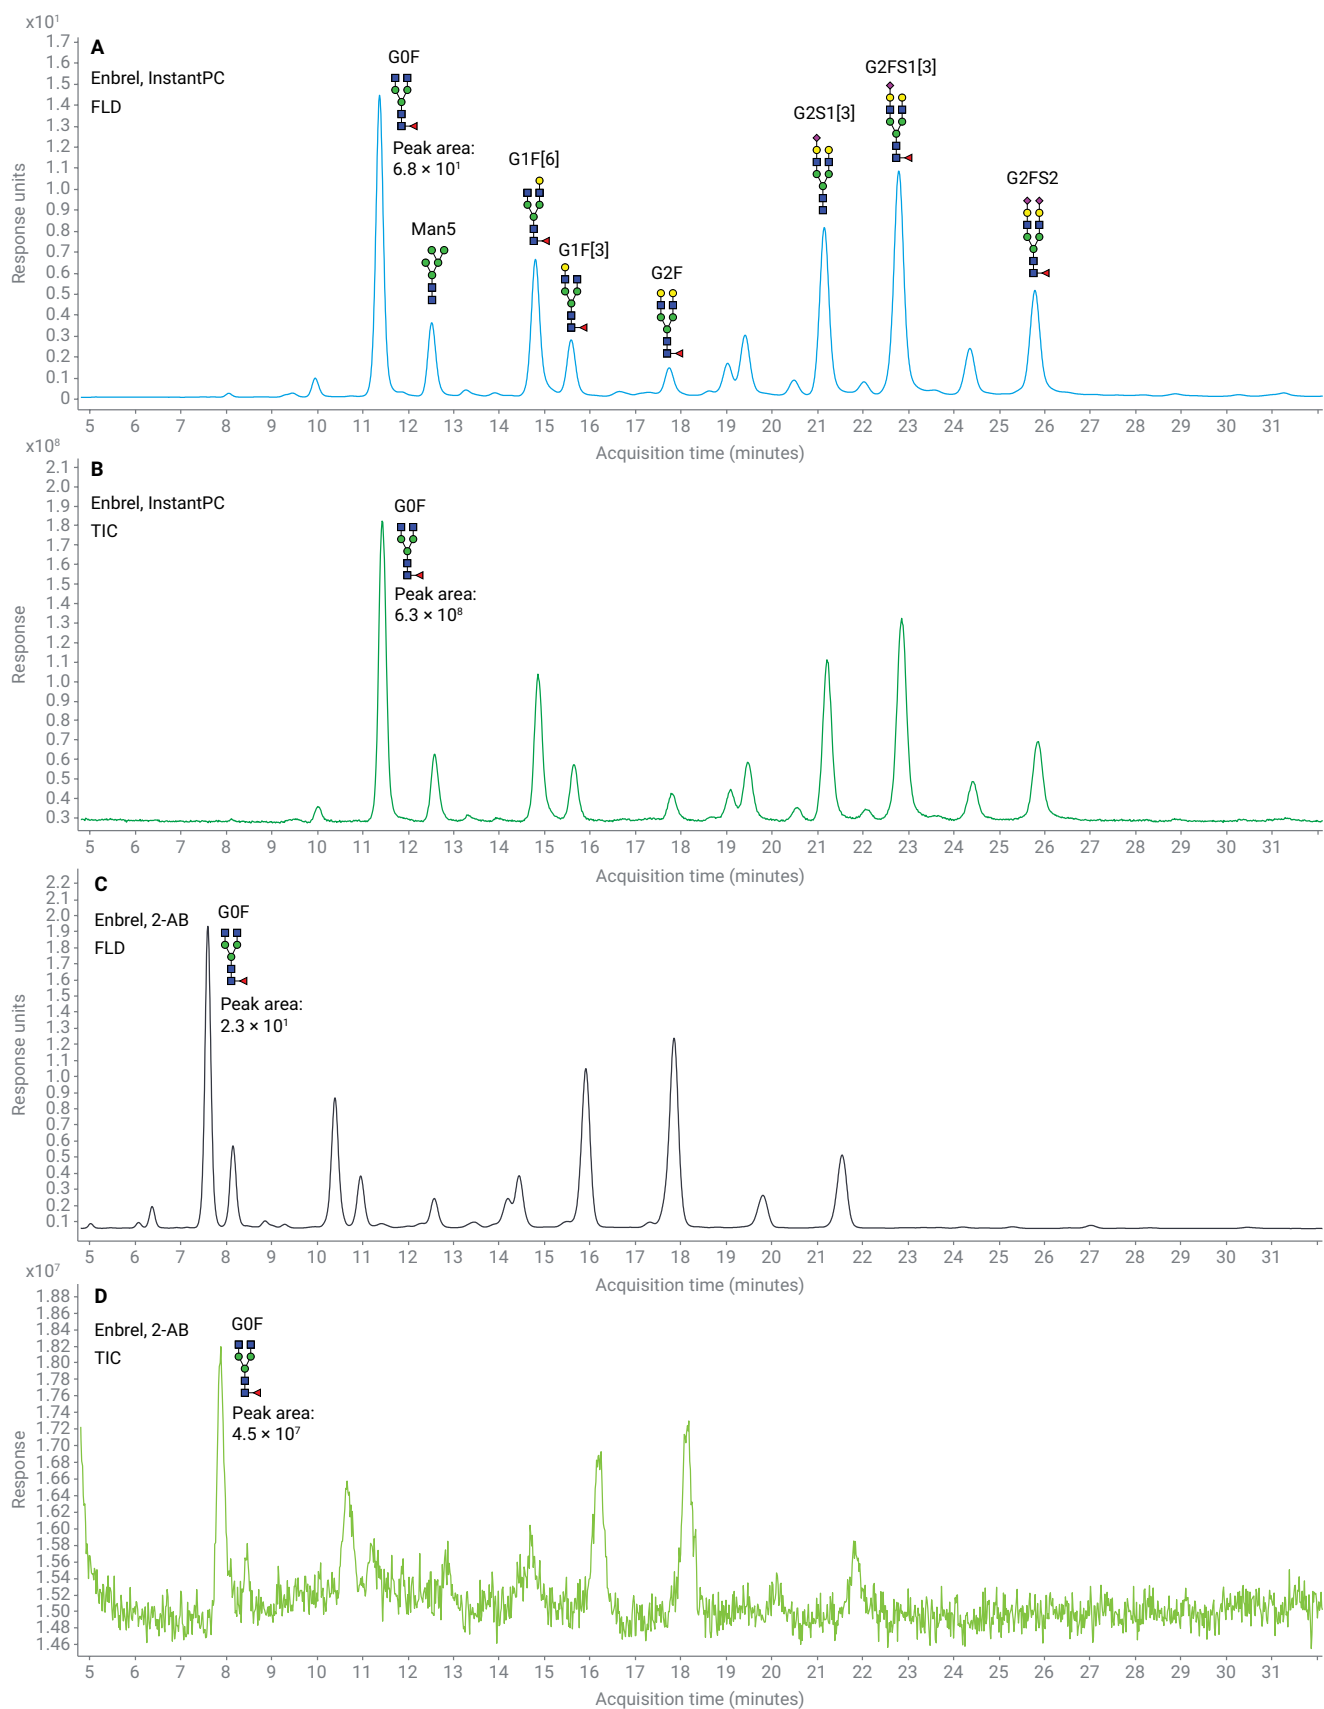 x10¹
A
Enbrel, InstantPC
FLD
Response units
1.7
1.6
1.5
1.4
1.3
1.2
1.1
1.0
0.9
0.8
0.7
0.6
0.5
0.4
0.3
0.2
0.1
0
G0F
Peak area:
6.8 × 10¹
Man5
G1F[6]
G1F[3]
G2F
G2S1[3]
G2FS1[3]
G2FS2
5 6 7 8 9 10 11 12 13 14 15 16 17 18 19 20 21 22 23 24 25 26 27 28 29 30 31
Acquisition time (minutes)
x10⁸
B
Enbrel, InstantPC
TIC
Response
2.1
2.0
1.9
1.8
1.7
1.6
1.5
1.4
1.3
1.2
1.1
1.0
0.9
0.8
0.7
0.6
0.5
0.4
0.3
G0F
Peak area:
6.3 × 10⁸
5 6 7 8 9 10 11 12 13 14 15 16 17 18 19 20 21 22 23 24 25 26 27 28 29 30 31
Acquisition time (minutes)
C
Enbrel, 2-AB
FLD
Response units
2.2
2.1
2.0
1.9
1.8
1.7
1.6
1.5
1.4
1.3
1.2
1.1
1.0
0.9
0.8
0.7
0.6
0.5
0.4
0.3
0.2
0.1
G0F
Peak area:
2.3 × 10¹
5 6 7 8 9 10 11 12 13 14 15 16 17 18 19 20 21 22 23 24 25 26 27 28 29 30 31
Acquisition time (minutes)
x10⁷
D
Enbrel, 2-AB
TIC
Response
1.88
1.86
1.84
1.82
1.80
1.78
1.76
1.74
1.72
1.70
1.68
1.66
1.64
1.62
1.60
1.58
1.56
1.54
1.52
1.50
1.48
1.46
G0F
Peak area:
4.5 × 10⁷
5 6 7 8 9 10 11 12 13 14 15 16 17 18 19 20 21 22 23 24 25 26 27 28 29 30 31
Acquisition time (minutes)